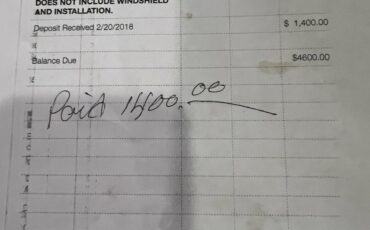 DOES NOT INCLUDE WINDSHIELD
AND INSTALLATION.
Deposit Received 2/20/2018 $ 1,400.00
Balance Due $4600.00
Paid 1400.00